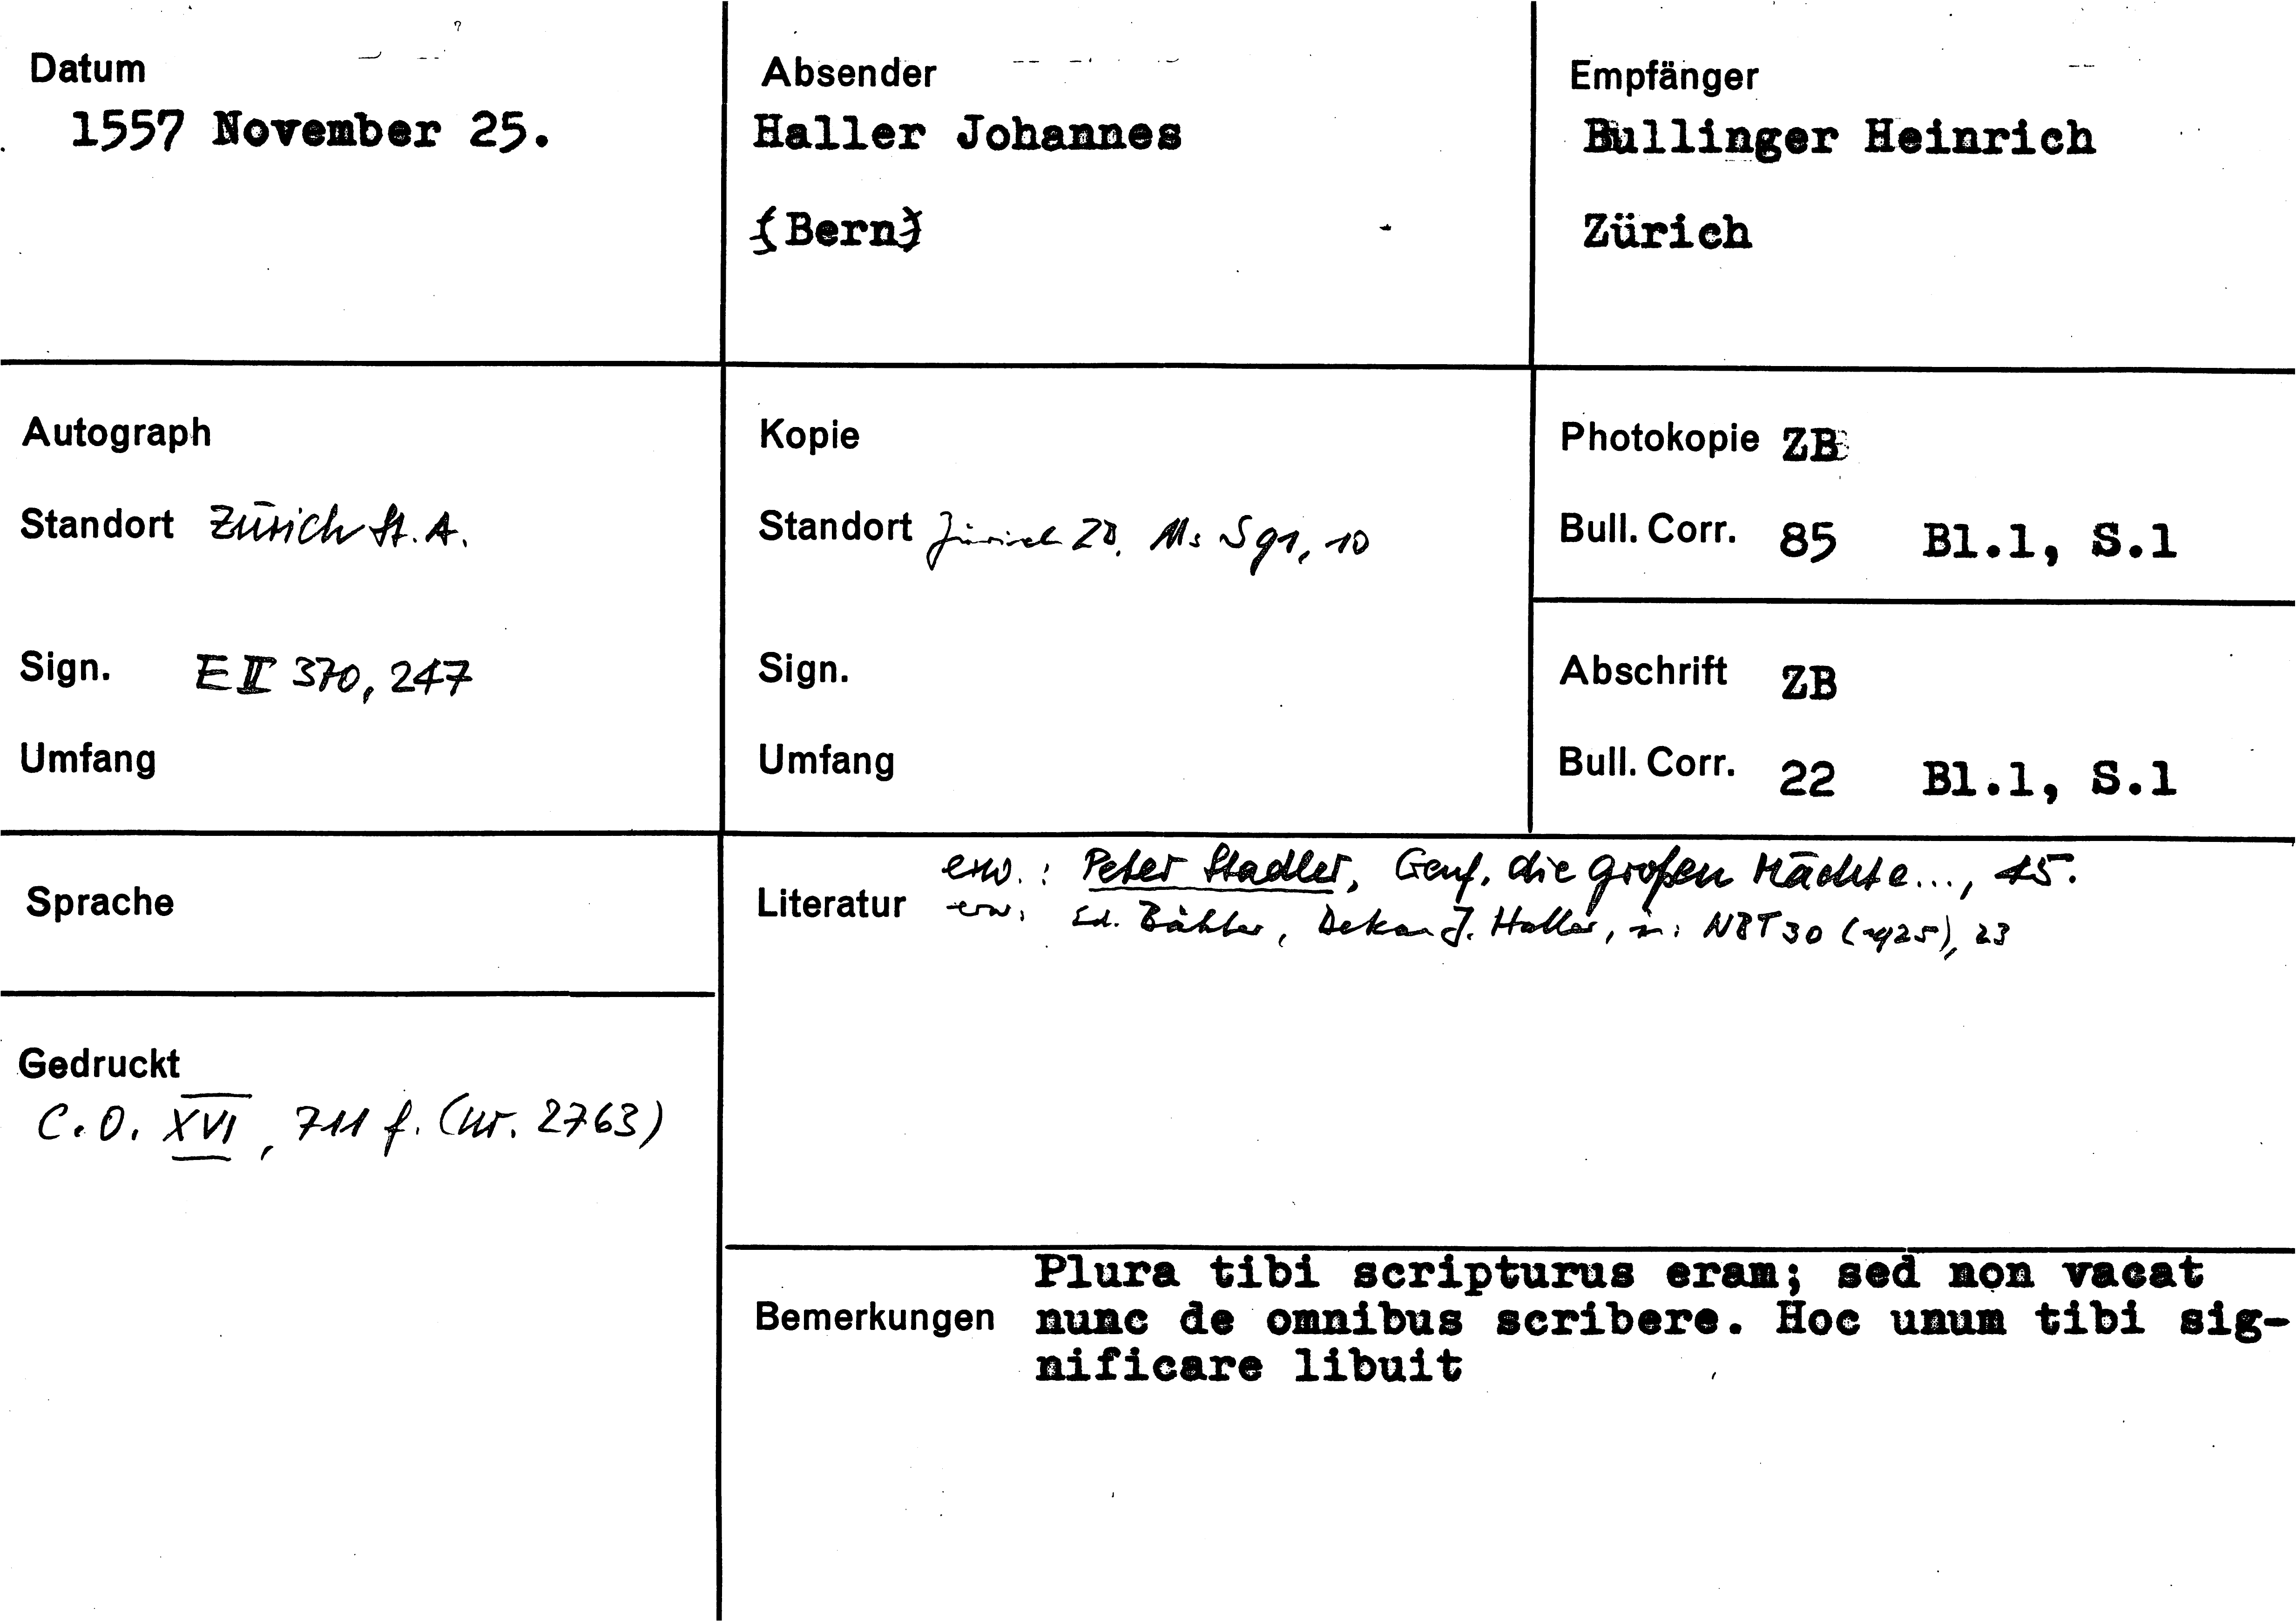 Datum
1557 November 25.
Absender
Haller Johannes
[Bern]
Empfänger
Bullinger Heinrich
Zürich
Autograph
Standort Zürich St. A.
Sign. E II 370, 247
Umfang
Kopie
Standort Zürich ZB, Ms S 91, 10
Sign.
Umfang
Photokopie ZB
Bull. Corr. 85 Bl.1, S.1
Abschrift ZB
Bull. Corr. 22 Bl.1, S.1
Sprache
Gedruckt
C.O. XVI, 711 f. (nr. 2763)
Literatur
erw.: Peter Stadler, Genf, die großen Mächte..., 15.
erw. Ed. Bähler, Dekan J. Haller, in: NBT 30 (1925), 23
Bemerkungen
Plura tibi scripturus eram; sed non vacat
nunc de omnibus scribere. Hoc unum tibi sig-
nificare libuit